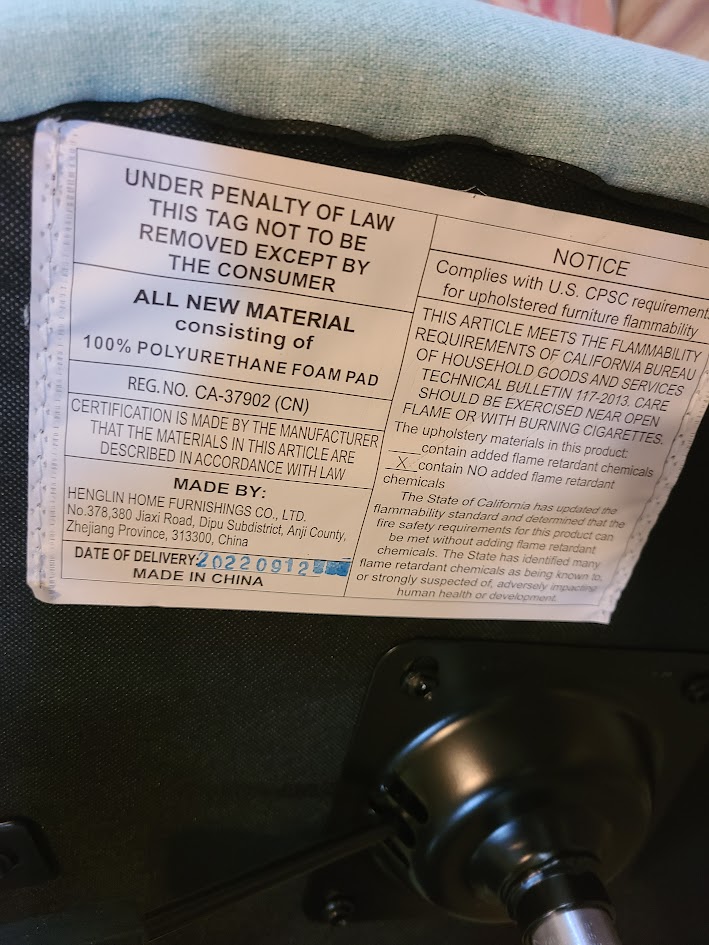 UNDER PENALTY OF LAW
THIS TAG NOT TO BE
REMOVED EXCEPT BY
THE CONSUMER
ALL NEW MATERIAL
consisting of
100% POLYURETHANE FOAM PAD
REG.NO. CA-37902 (CN)
CERTIFICATION IS MADE BY THE MANUFACTURER
THAT THE MATERIALS IN THIS ARTICLE ARE
DESCRIBED IN ACCORDANCE WITH LAW
MADE BY:
HENGLIN HOME FURNISHINGS CO., LTD.
No.378,380 Jiaxi Road, Dipu Subdistrict, Anji County,
Zhejiang Province, 313300, China
DATE OF DELIVERY:20220912
MADE IN CHINA
NOTICE
Complies with U.S. CPSC requirement
for upholstered furniture flammability
THIS ARTICLE MEETS THE FLAMMABILITY
REQUIREMENTS OF CALIFORNIA BUREAU
OF HOUSEHOLD GOODS AND SERVICES
TECHNICAL BULLETIN 117-2013. CARE
SHOULD BE EXERCISED NEAR OPEN
FLAME OR WITH BURNING CIGARETTES.
The upholstery materials in this product:
____contain added flame retardant chemicals
__X__contain NO added flame retardant
chemicals
The State of California has updated the
flammability standard and determined that the
fire safety requirements for this product can
be met without adding flame retardant
chemicals. The State has identified many
flame retardant chemicals as being known to,
or strongly suspected of, adversely impacting
human health or development.